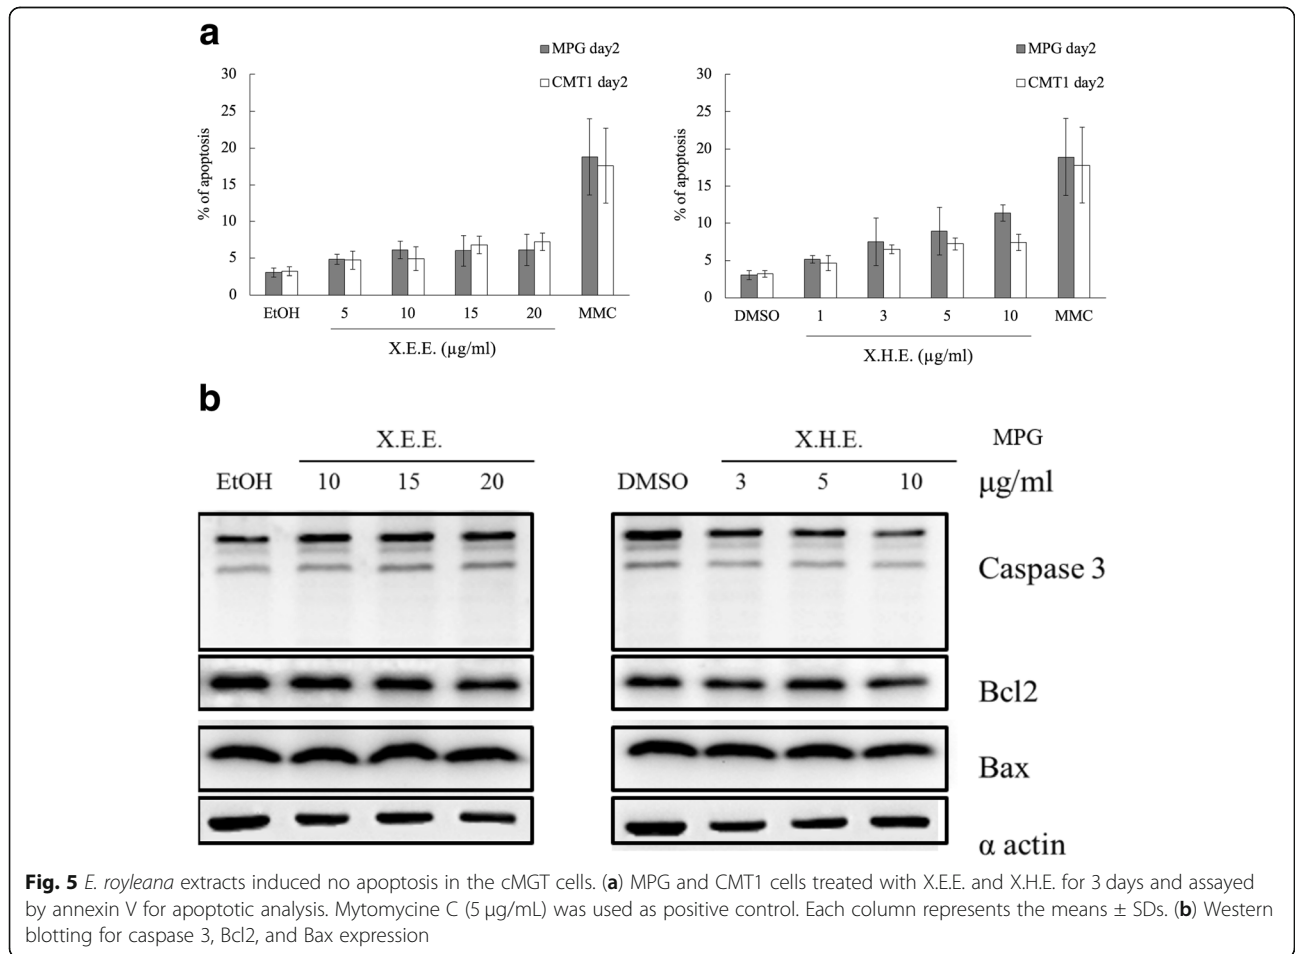 a
MPG day2
CMT1 day2
30
25
20
15
10
5
0
% of apoptosis
EtOH 5 10 15 20 MMC
X.E.E. (µg/ml)
MPG day2
CMT1 day2
30
25
20
15
10
5
0
% of apoptosis
DMSO 1 3 5 10 MMC
X.H.E. (µg/ml)
b
X.E.E. X.H.E. MPG
EtOH 10 15 20 DMSO 3 5 10 µg/ml
Caspase 3
Bcl2
Bax
α actin
Fig. 5 E. royleana extracts induced no apoptosis in the cMGT cells. (a) MPG and CMT1 cells treated with X.E.E. and X.H.E. for 3 days and assayed
by annexin V for apoptotic analysis. Mytomycine C (5 µg/mL) was used as positive control. Each column represents the means ± SDs. (b) Western
blotting for caspase 3, Bcl2, and Bax expression